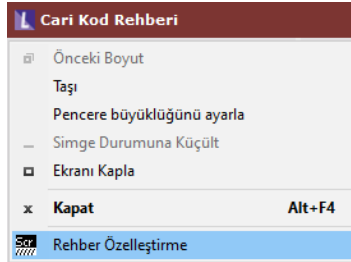 L Cari Kod Rehberi
Önceki Boyut
Taşı
Pencere büyüklüğünü ayarla
Simge Durumuna Küçült
Ekranı Kapla
x Kapat Alt+F4
Scr Rehber Özelleştirme